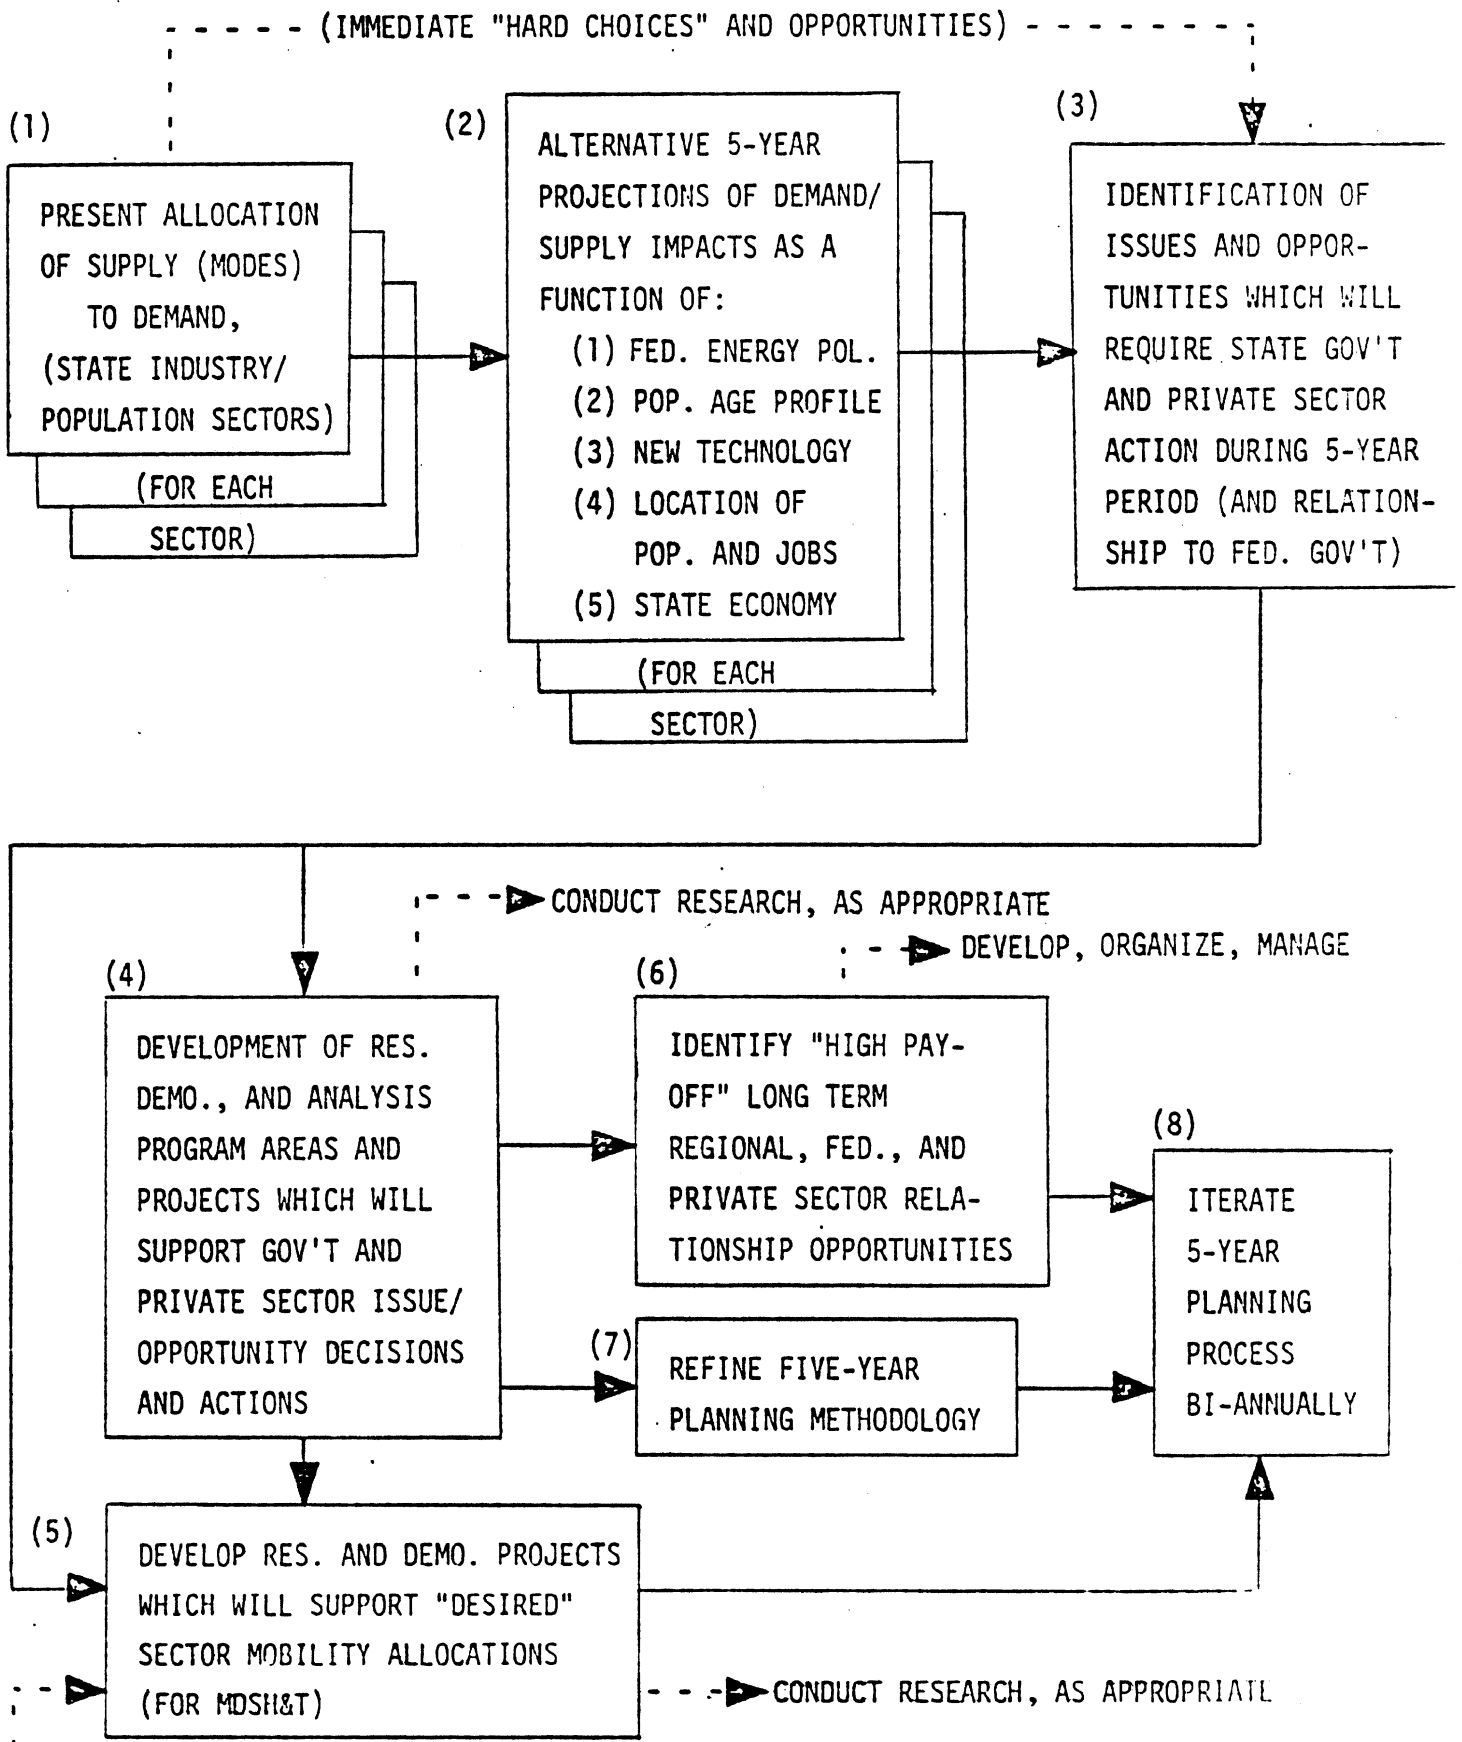 (IMMEDIATE "HARD CHOICES" AND OPPORTUNITIES)
(1)
PRESENT ALLOCATION
OF SUPPLY (MODES)
TO DEMAND,
(STATE INDUSTRY/
POPULATION SECTORS)
(FOR EACH
SECTOR)
(2)
ALTERNATIVE 5-YEAR
PROJECTIONS OF DEMAND/
SUPPLY IMPACTS AS A
FUNCTION OF:
(1) FED. ENERGY POL.
(2) POP. AGE PROFILE
(3) NEW TECHNOLOGY
(4) LOCATION OF
POP. AND JOBS
(5) STATE ECONOMY
(FOR EACH
SECTOR)
(3)
IDENTIFICATION OF
ISSUES AND OPPOR-
TUNITIES WHICH WILL
REQUIRE STATE GOV'T
AND PRIVATE SECTOR
ACTION DURING 5-YEAR
PERIOD (AND RELATION-
SHIP TO FED. GOV'T)
CONDUCT RESEARCH, AS APPROPRIATE
DEVELOP, ORGANIZE, MANAGE
(4)
DEVELOPMENT OF RES.
DEMO., AND ANALYSIS
PROGRAM AREAS AND
PROJECTS WHICH WILL
SUPPORT GOV'T AND
PRIVATE SECTOR ISSUE/
OPPORTUNITY DECISIONS
AND ACTIONS
(6)
IDENTIFY "HIGH PAY-
OFF" LONG TERM
REGIONAL, FED., AND
PRIVATE SECTOR RELA-
TIONSHIP OPPORTUNITIES
(7)
REFINE FIVE-YEAR
PLANNING METHODOLOGY
(8)
ITERATE
5-YEAR
PLANNING
PROCESS
BI-ANNUALLY
(5)
DEVELOP RES. AND DEMO. PROJECTS
WHICH WILL SUPPORT "DESIRED"
SECTOR MOBILITY ALLOCATIONS
(FOR MDSH&T)
CONDUCT RESEARCH, AS APPROPRIATE